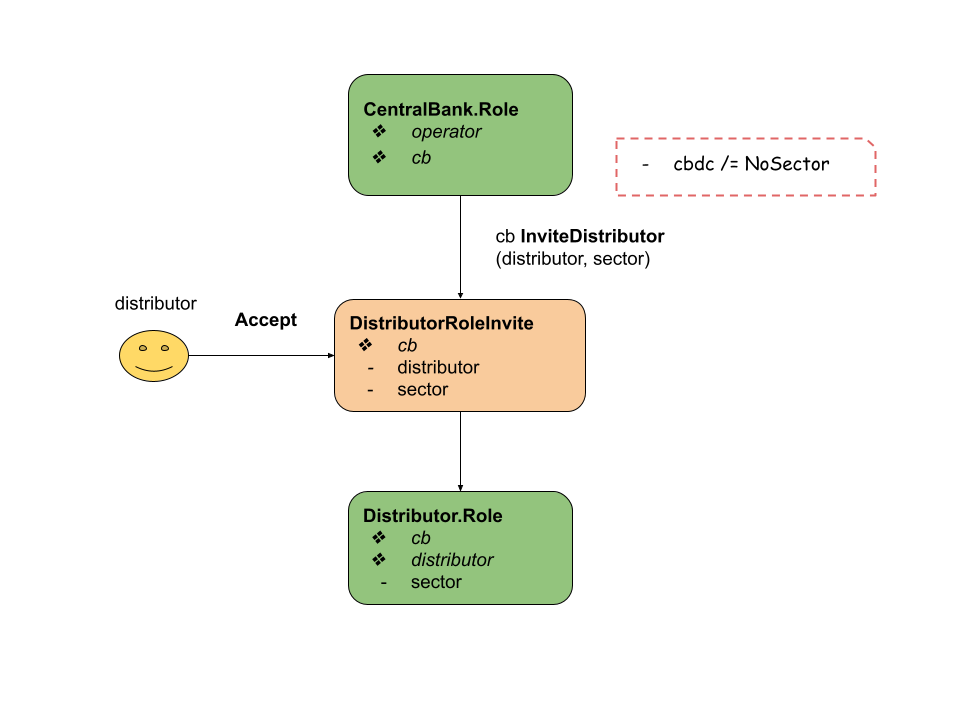 CentralBank.Role
❖ operator
❖ cb
- cbdc /= NoSector
cb InviteDistributor
(distributor, sector)
distributor
Accept
DistributorRoleInvite
❖ cb
- distributor
- sector
Distributor.Role
❖ cb
❖ distributor
- sector